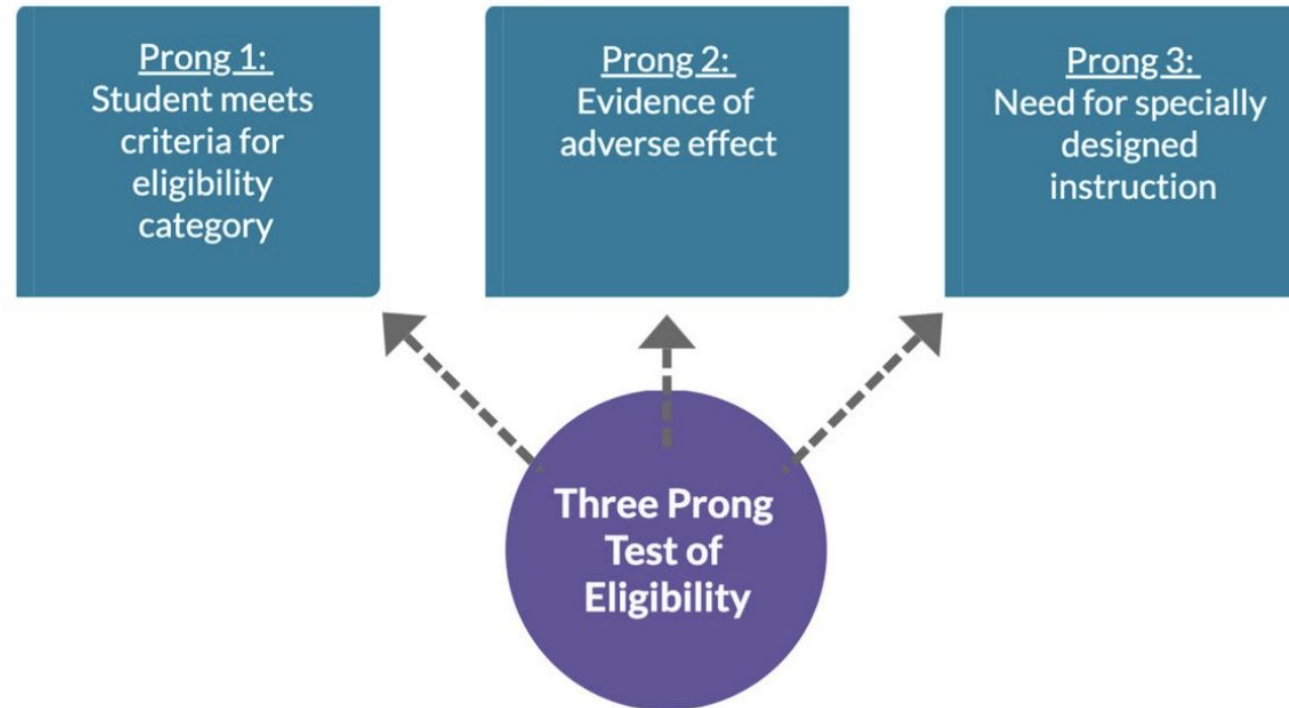 Prong 1:
Student meets
criteria for
eligibility
category
Prong 2:
Evidence of
adverse effect
Prong 3:
Need for specially
designed
instruction
Three Prong
Test of
Eligibility